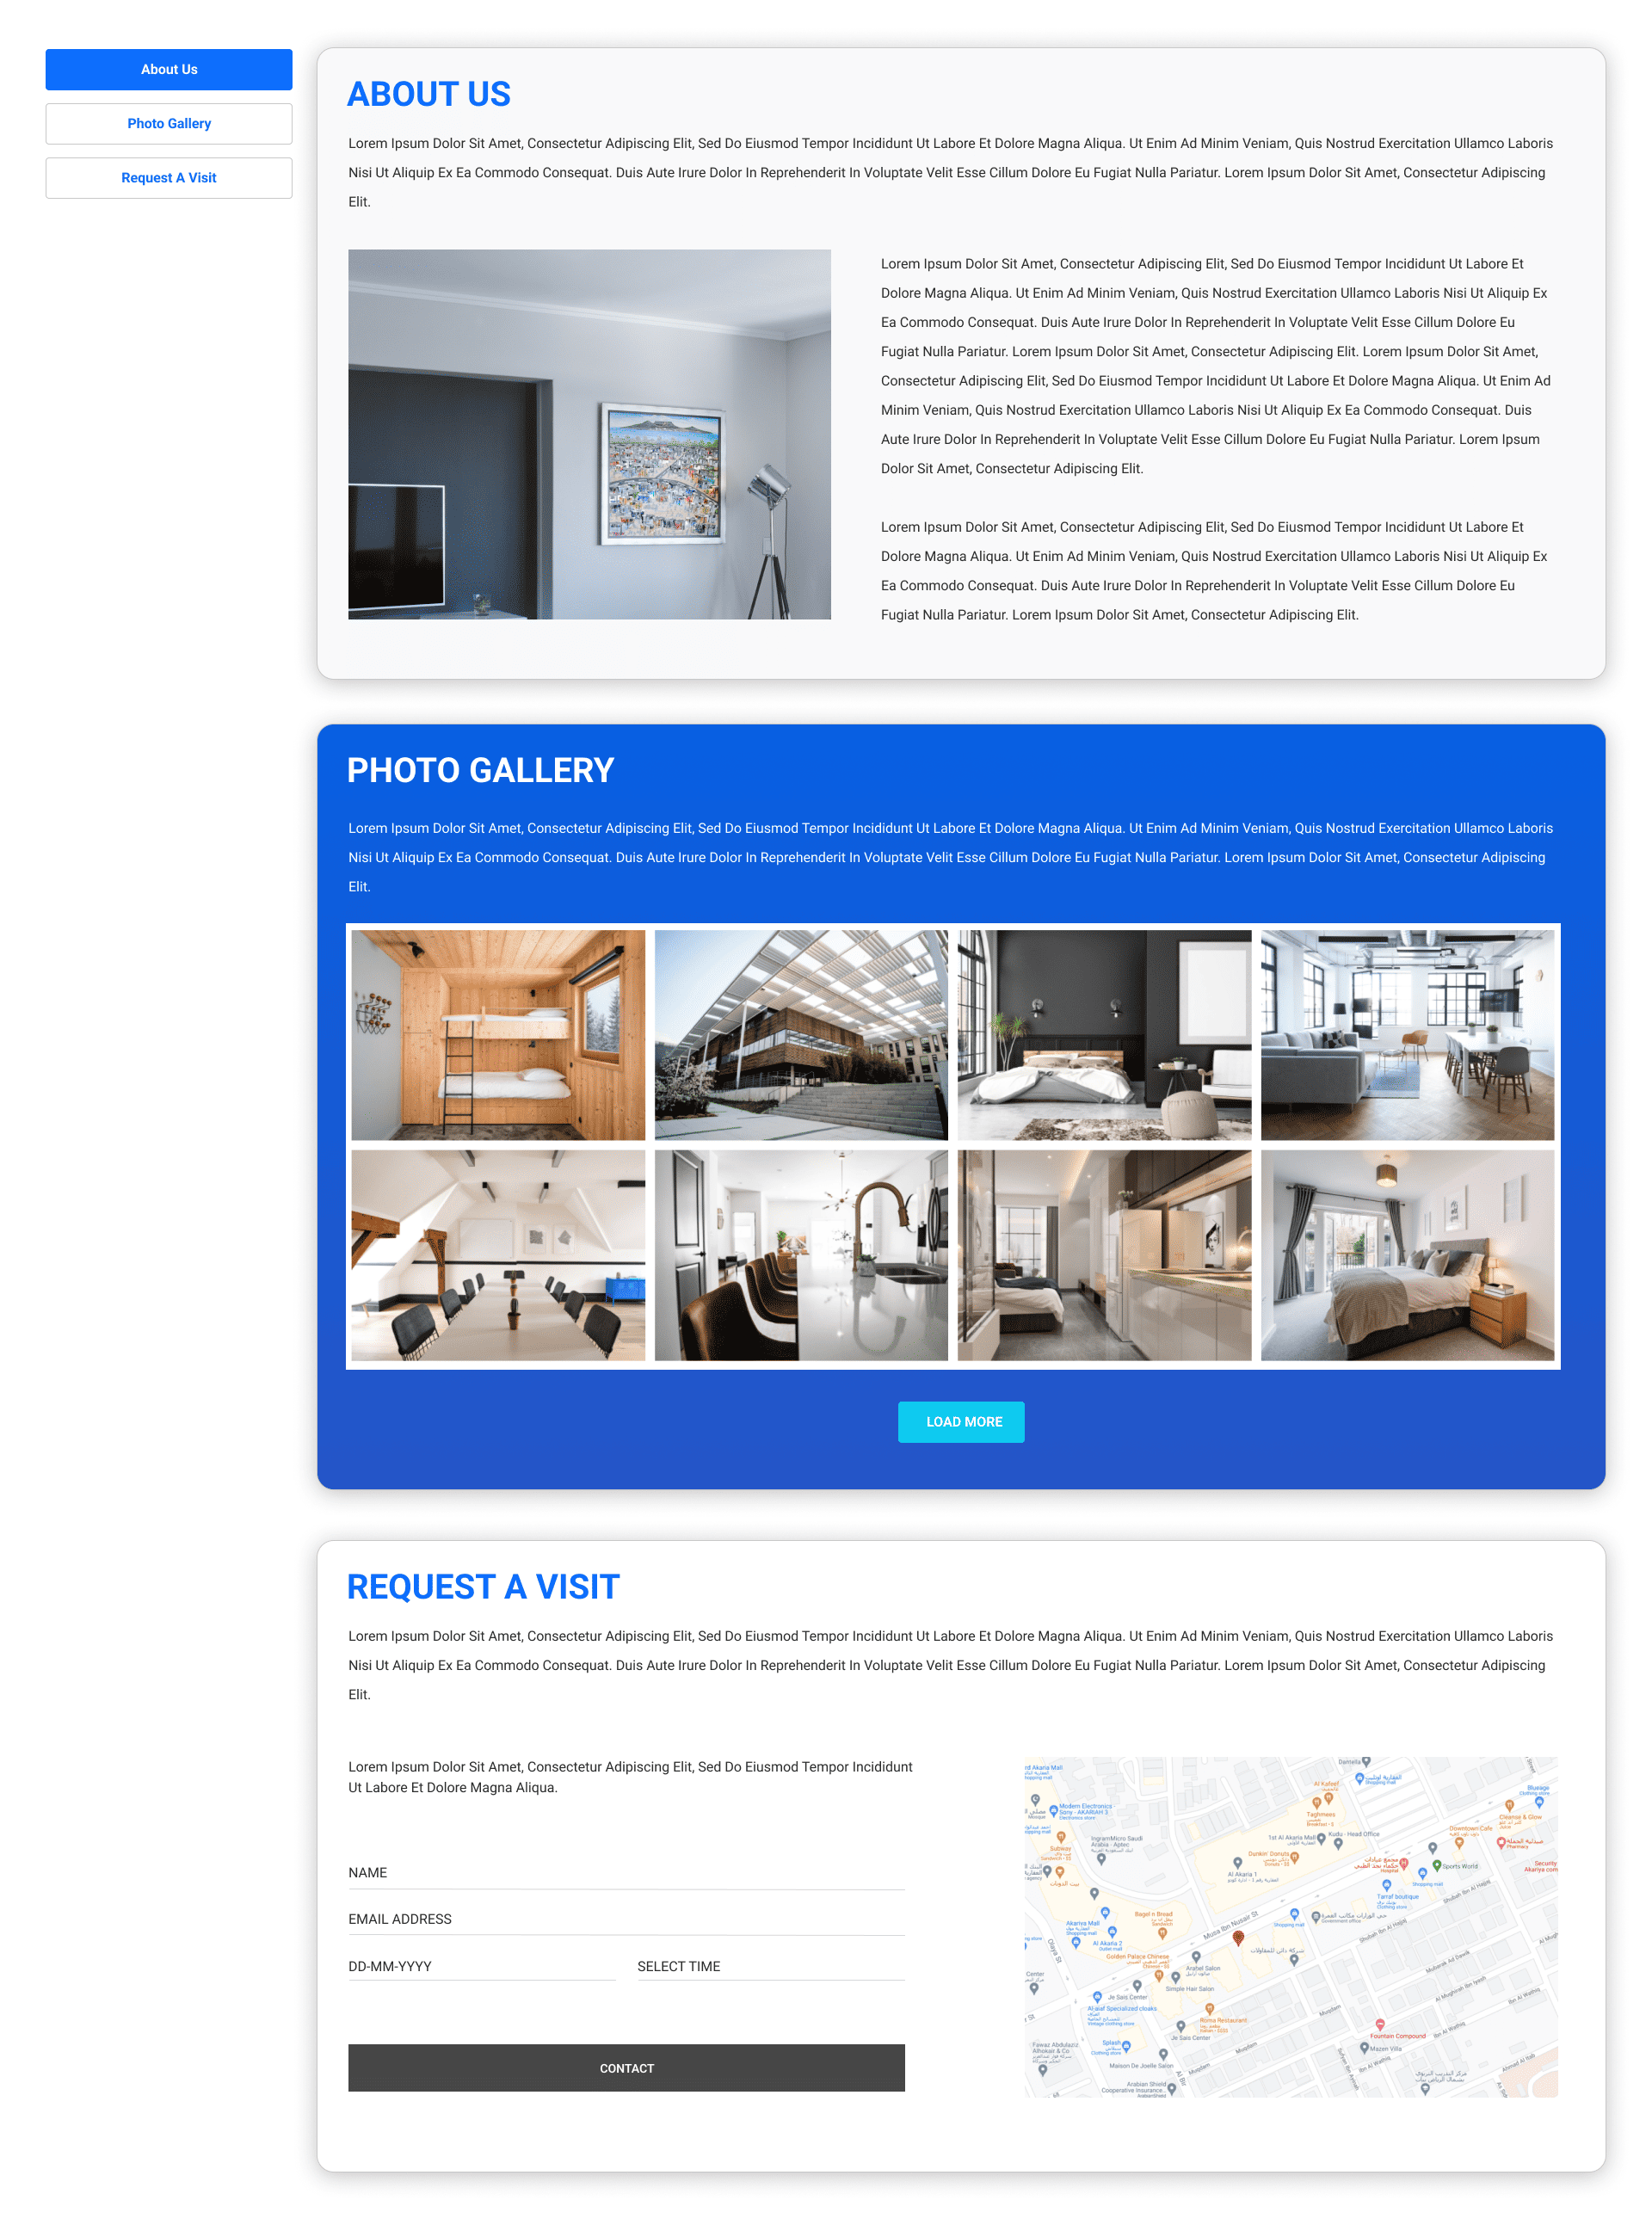 About Us
Photo Gallery
Request A Visit
ABOUT US
Lorem Ipsum Dolor Sit Amet, Consectetur Adipiscing Elit, Sed Do Eiusmod Tempor Incididunt Ut Labore Et Dolore Magna Aliqua. Ut Enim Ad Minim Veniam, Quis Nostrud Exercitation Ullamco Laboris
Nisi Ut Aliquip Ex Ea Commodo Consequat. Duis Aute Irure Dolor In Reprehenderit In Voluptate Velit Esse Cillum Dolore Eu Fugiat Nulla Pariatur. Lorem Ipsum Dolor Sit Amet, Consectetur Adipiscing
Elit.
Lorem Ipsum Dolor Sit Amet, Consectetur Adipiscing Elit, Sed Do Eiusmod Tempor Incididunt Ut Labore Et
Dolore Magna Aliqua. Ut Enim Ad Minim Veniam, Quis Nostrud Exercitation Ullamco Laboris Nisi Ut Aliquip Ex
Ea Commodo Consequat. Duis Aute Irure Dolor In Reprehenderit In Voluptate Velit Esse Cillum Dolore Eu
Fugiat Nulla Pariatur. Lorem Ipsum Dolor Sit Amet, Consectetur Adipiscing Elit. Lorem Ipsum Dolor Sit Amet,
Consectetur Adipiscing Elit, Sed Do Eiusmod Tempor Incididunt Ut Labore Et Dolore Magna Aliqua. Ut Enim Ad
Minim Veniam, Quis Nostrud Exercitation Ullamco Laboris Nisi Ut Aliquip Ex Ea Commodo Consequat. Duis
Aute Irure Dolor In Reprehenderit In Voluptate Velit Esse Cillum Dolore Eu Fugiat Nulla Pariatur. Lorem Ipsum
Dolor Sit Amet, Consectetur Adipiscing Elit.
Lorem Ipsum Dolor Sit Amet, Consectetur Adipiscing Elit, Sed Do Eiusmod Tempor Incididunt Ut Labore Et
Dolore Magna Aliqua. Ut Enim Ad Minim Veniam, Quis Nostrud Exercitation Ullamco Laboris Nisi Ut Aliquip Ex
Ea Commodo Consequat. Duis Aute Irure Dolor In Reprehenderit In Voluptate Velit Esse Cillum Dolore Eu
Fugiat Nulla Pariatur. Lorem Ipsum Dolor Sit Amet, Consectetur Adipiscing Elit.
PHOTO GALLERY
Lorem Ipsum Dolor Sit Amet, Consectetur Adipiscing Elit, Sed Do Eiusmod Tempor Incididunt Ut Labore Et Dolore Magna Aliqua. Ut Enim Ad Minim Veniam, Quis Nostrud Exercitation Ullamco Laboris
Nisi Ut Aliquip Ex Ea Commodo Consequat. Duis Aute Irure Dolor In Reprehenderit In Voluptate Velit Esse Cillum Dolore Eu Fugiat Nulla Pariatur. Lorem Ipsum Dolor Sit Amet, Consectetur Adipiscing
Elit.
LOAD MORE
REQUEST A VISIT
Lorem Ipsum Dolor Sit Amet, Consectetur Adipiscing Elit, Sed Do Eiusmod Tempor Incididunt Ut Labore Et Dolore Magna Aliqua. Ut Enim Ad Minim Veniam, Quis Nostrud Exercitation Ullamco Laboris
Nisi Ut Aliquip Ex Ea Commodo Consequat. Duis Aute Irure Dolor In Reprehenderit In Voluptate Velit Esse Cillum Dolore Eu Fugiat Nulla Pariatur. Lorem Ipsum Dolor Sit Amet, Consectetur Adipiscing
Elit.
Lorem Ipsum Dolor Sit Amet, Consectetur Adipiscing Elit, Sed Do Eiusmod Tempor Incididunt
Ut Labore Et Dolore Magna Aliqua.
NAME
EMAIL ADDRESS
DD-MM-YYYY
SELECT TIME
CONTACT
Al Kafeef
Blueage
Modern Electronics
Sony - AKARIAH 3
Taghmees
Cleanse & Glow
Downtown Cafe
IngramMicro Saudi
Arabia - Aptec
1st Al Akaria Mall
Kudu - Head Office
Subway
Dunkin' Donuts
Sports World
Al Akaria 1
Tarraf boutique
Shubah Ibn Al Hajjaj
Bagel n Bread
Akariya Mall
Musa Ibn Nusair St
Al Akaria 2
Golden Palace Chinese
Olaya St
Arahel Salon
Simple Hair Salon
Je Sais Center
Al-alaf Specialized cloaks
Roma Restaurant
Je Sais Center
Fountain Compound
Mazen Villa
Splash
Maison De Joelle Salon
Arabian Shield
Cooperative Insurance...